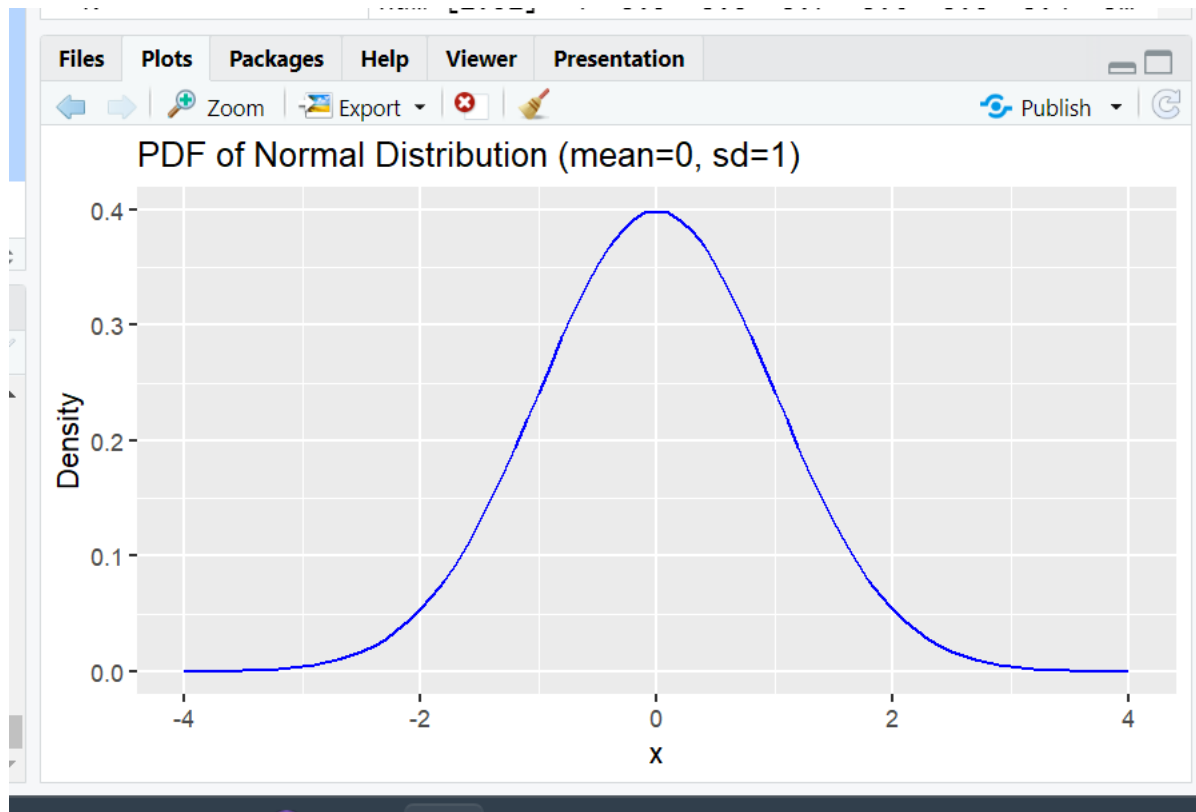 Files Plots Packages Help Viewer Presentation
Zoom Export Publish
PDF of Normal Distribution (mean=0, sd=1)
0.4
0.3
0.2
0.1
0.0
Density
-4 -2 0 2 4
x